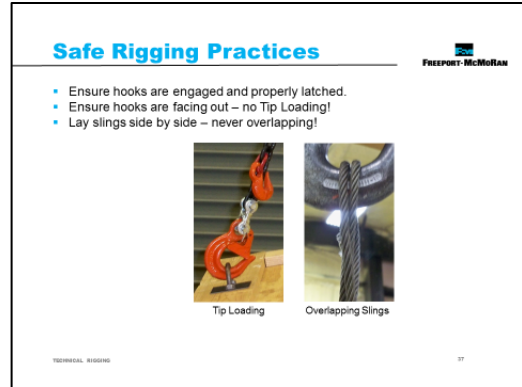 Safe Rigging Practices
FCX
FREEPORT-MCMORAN
Ensure hooks are engaged and properly latched.
Ensure hooks are facing out – no Tip Loading!
Lay slings side by side – never overlapping!
Tip Loading
Overlapping Slings
TECHNICAL RIGGING
37